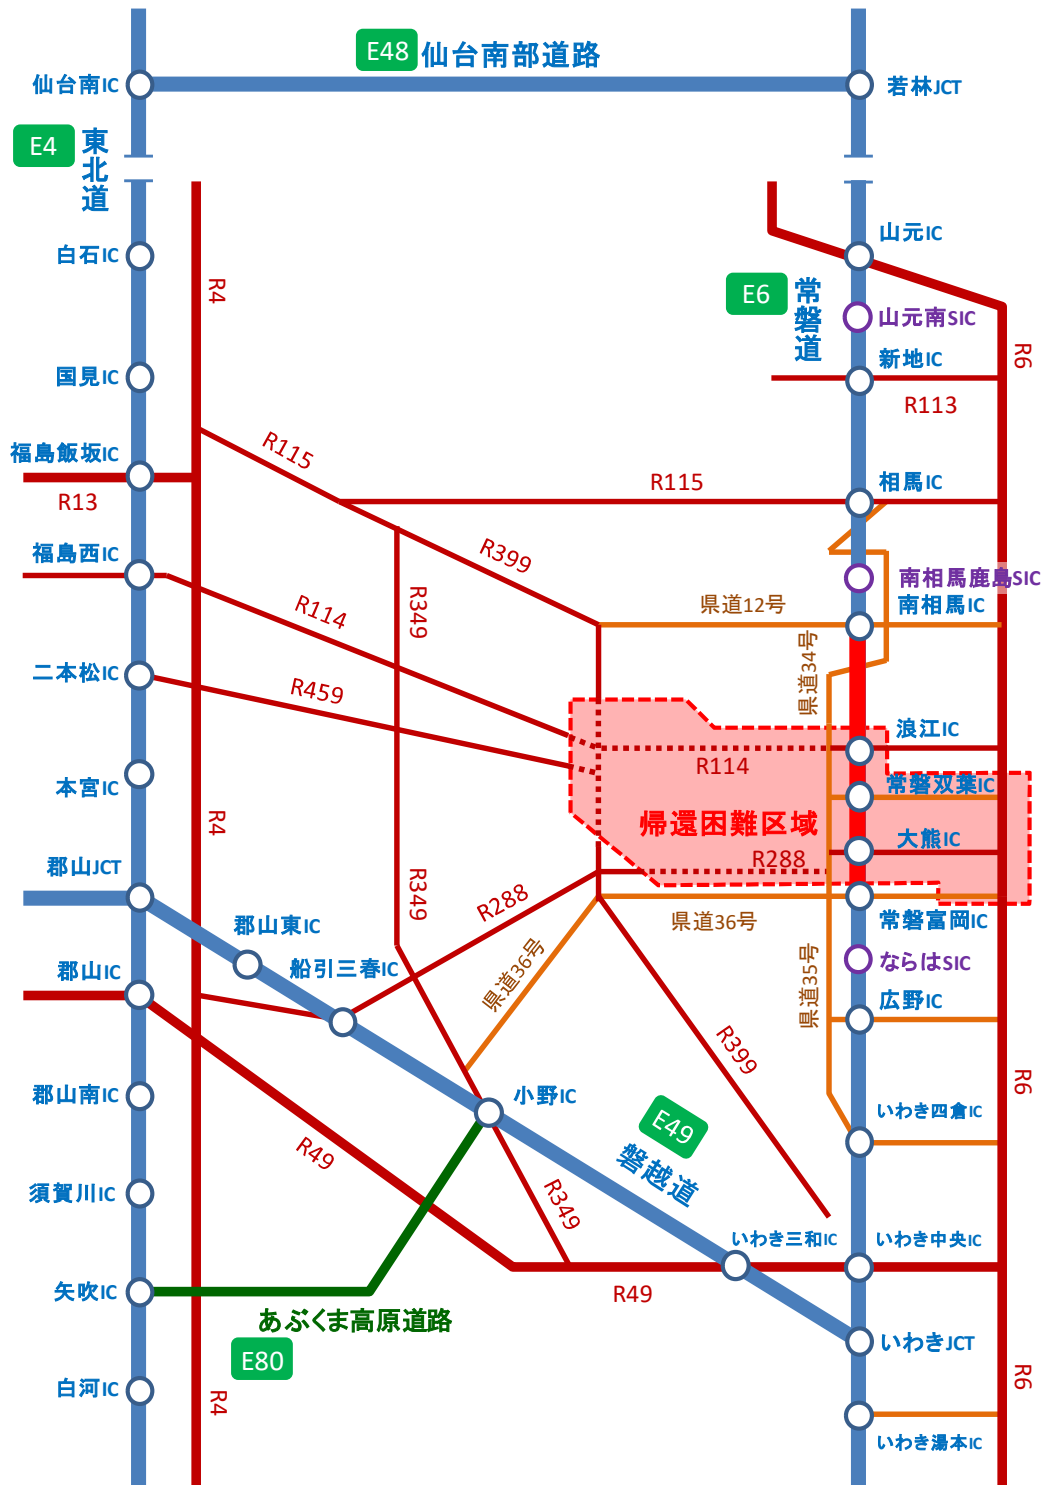 E48 仙台南部道路
仙台南IC
若林JCT
E4 東北道
白石IC
山元IC
R4
E6 常磐道
山元南SIC
R6
国見IC
新地IC
R113
福島飯坂IC
R13
R115
R115
相馬IC
福島西IC
R399
南相馬鹿島SIC
R114
R349
県道12号
南相馬IC
県道34号
二本松IC
R459
浪江IC
R114
本宮IC
常磐双葉IC
R4
帰還困難区域
大熊IC
R288
郡山JCT
R349
R288
郡山東IC
県道36号
常磐富岡IC
郡山IC
船引三春IC
県道36号
県道35号
ならはSIC
広野IC
R399
R6
郡山南IC
小野IC
いわき四倉IC
E49
磐越道
R49
須賀川IC
R349
いわき三和IC
いわき中央IC
矢吹IC
R49
あぶくま高原道路
E80
いわきJCT
白河IC
R4
R6
いわき湯本IC